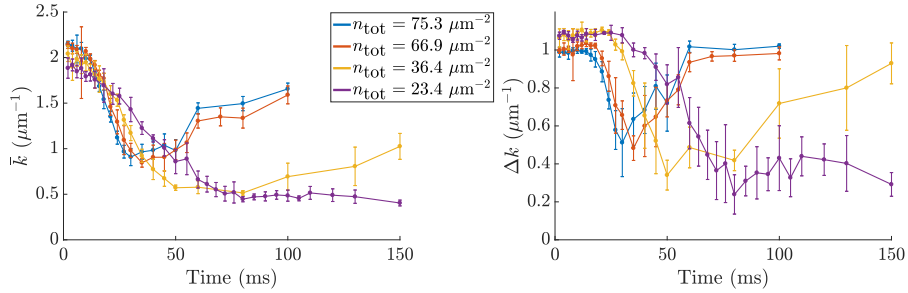 n_tot = 75.3 μm⁻²
n_tot = 66.9 μm⁻²
n_tot = 36.4 μm⁻²
n_tot = 23.4 μm⁻²
2.5
2
1.5
1
0.5
0
k̄ (μm⁻¹)
0 50 100 150
Time (ms)
1
0.8
0.6
0.4
0.2
0
Δk (μm⁻¹)
0 50 100 150
Time (ms)